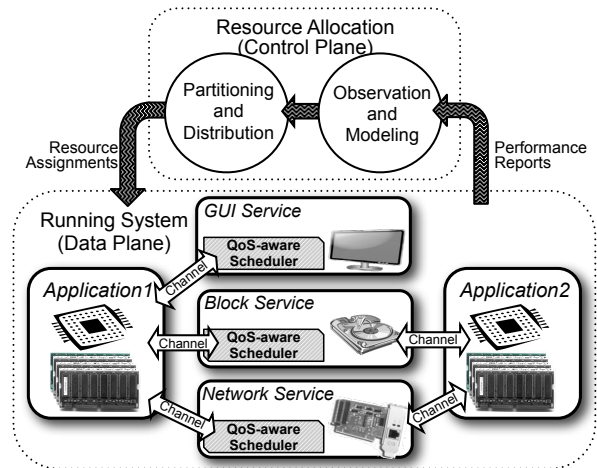 Resource Allocation
(Control Plane)
Partitioning
and
Distribution
Observation
and
Modeling
Resource
Assignments
Performance
Reports
Running System
(Data Plane)
GUI Service
QoS-aware
Scheduler
Channel
Application1
Block Service
QoS-aware
Scheduler
Channel
Channel
Application2
Network Service
QoS-aware
Scheduler
Channel
Channel